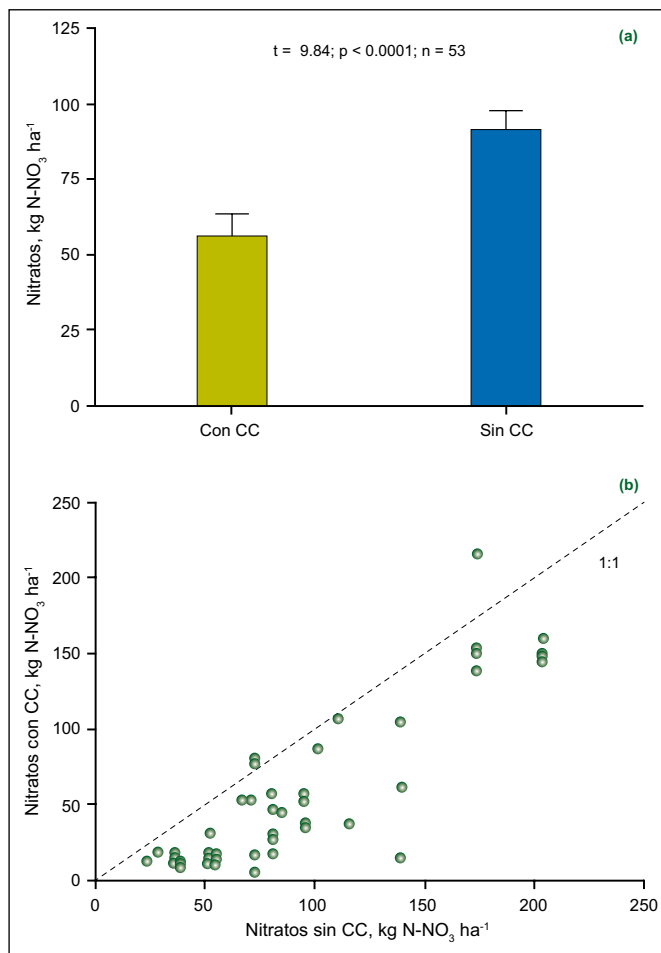 (a)
t = 9.84; p < 0.0001; n = 53
Nitratos, kg N-NO₃ ha⁻¹
125
100
75
50
25
0
Con CC
Sin CC
(b)
1:1
Nitratos con CC, kg N-NO₃ ha⁻¹
250
200
150
100
50
0
0 50 100 150 200 250
Nitratos sin CC, kg N-NO₃ ha⁻¹